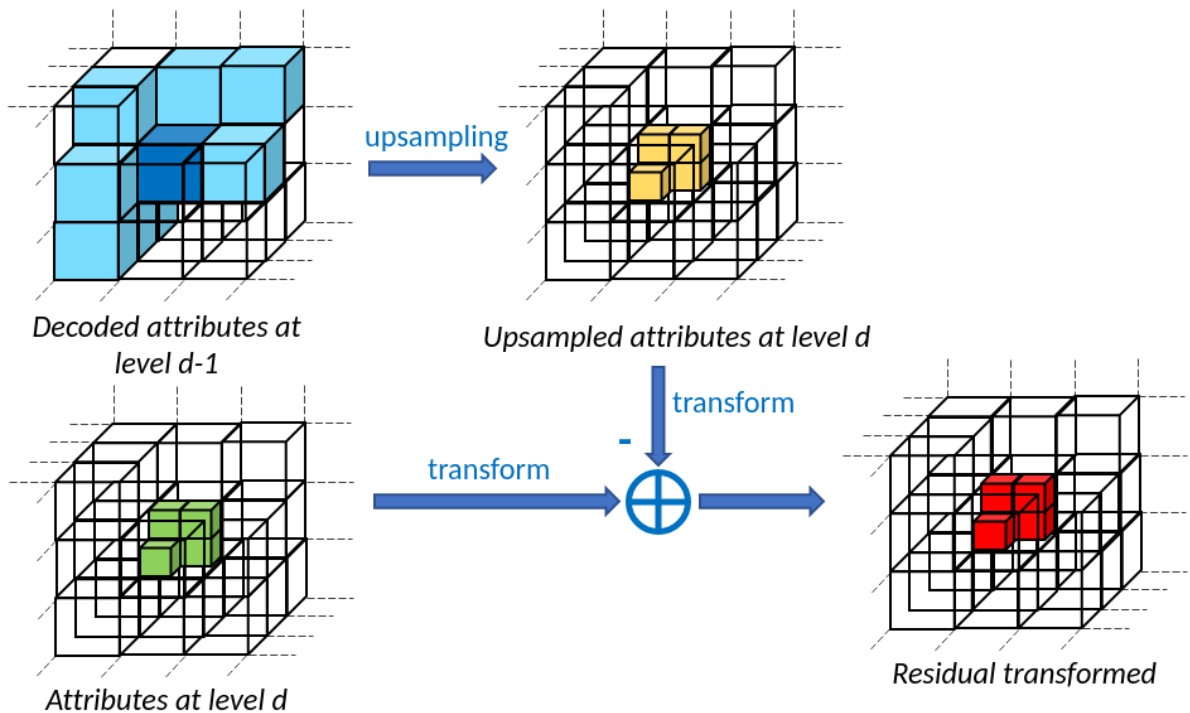 upsampling
Decoded attributes at
level d-1
Upsampled attributes at level d
transform
-
transform
Attributes at level d
Residual transformed